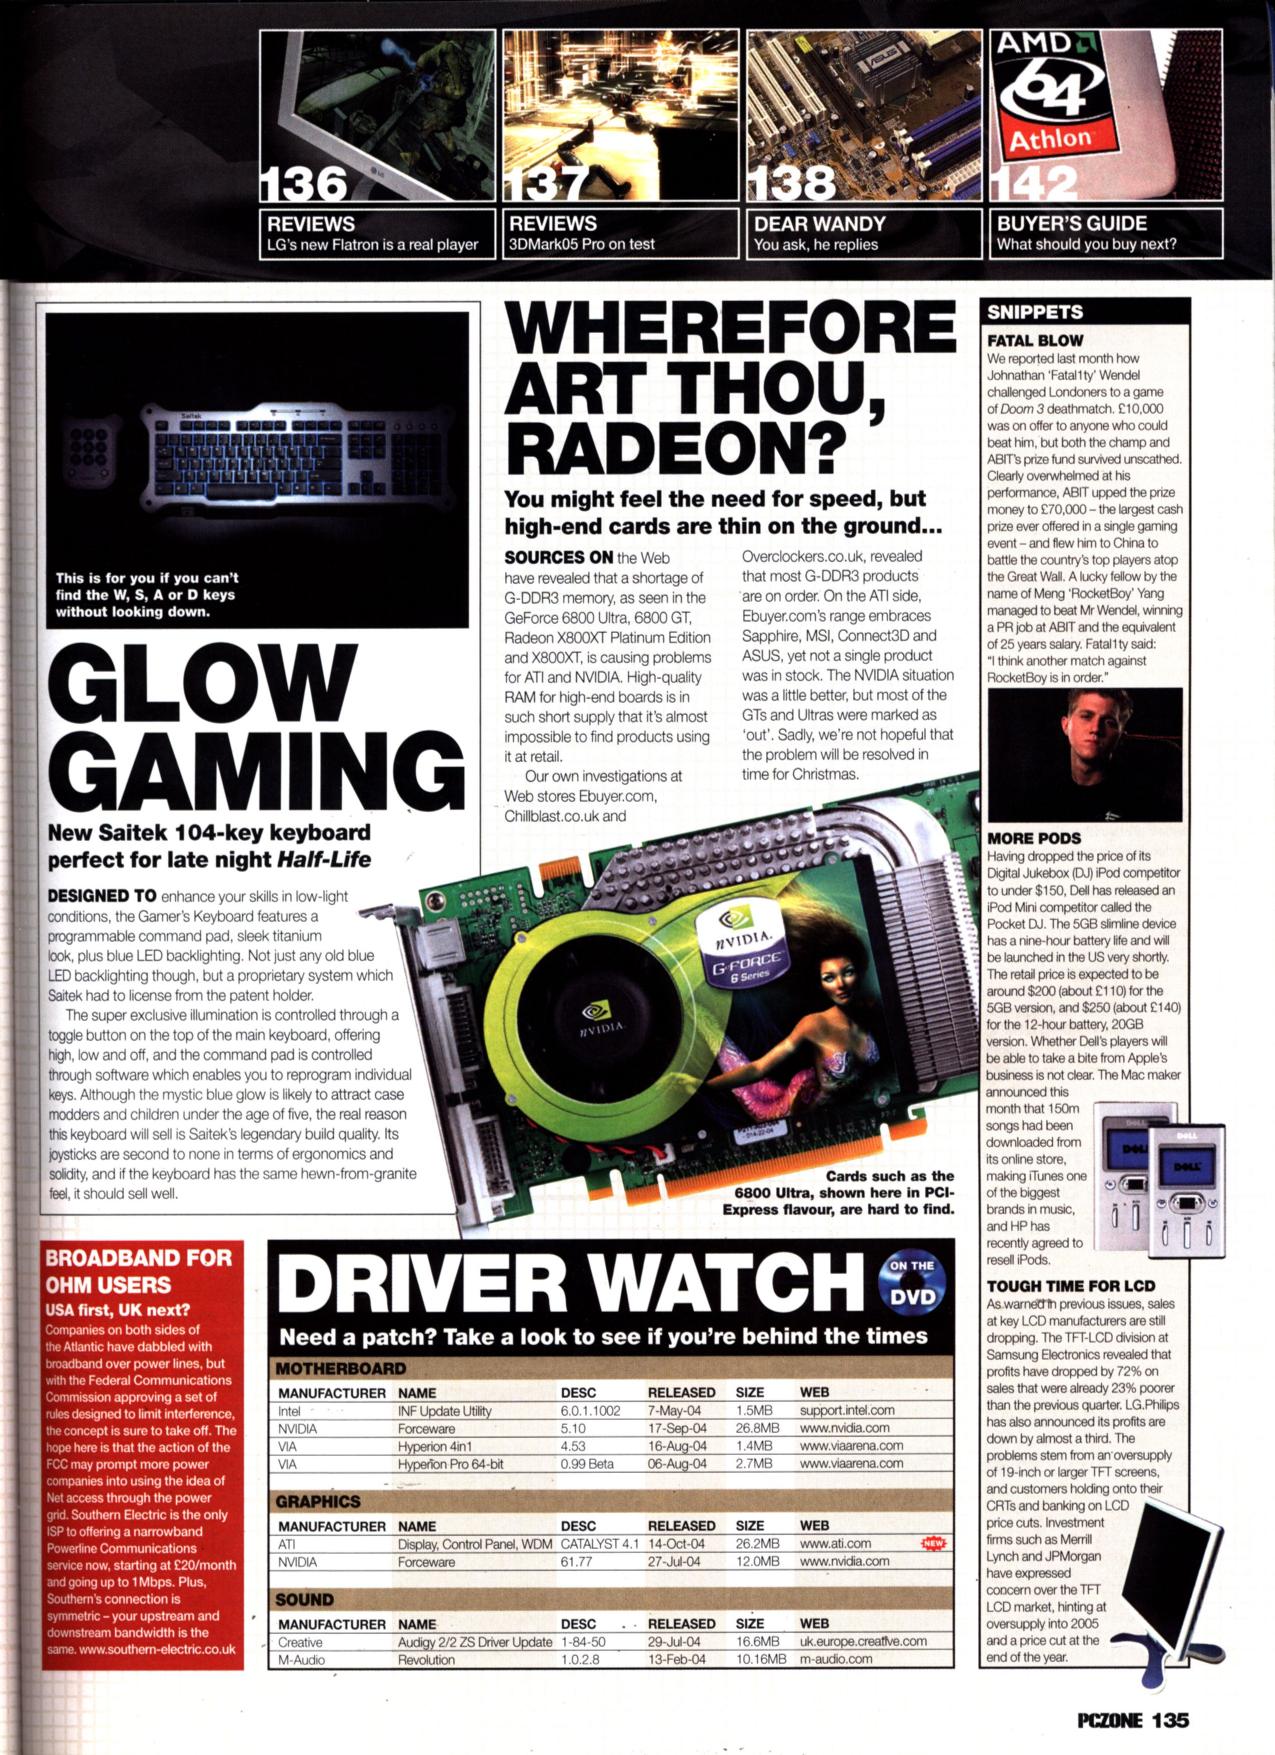 AMD
64
Athlon
136
137
138
142
REVIEWS
LG's new Flatron is a real player
REVIEWS
3DMark05 Pro on test
DEAR WANDY
You ask, he replies
BUYER'S GUIDE
What should you buy next?
Saitek
This is for you if you can't
find the W, S, A or D keys
without looking down.
GLOW
GAMING
New Saitek 104-key keyboard
perfect for late night Half-Life
DESIGNED TO enhance your skills in low-light
conditions, the Gamer's Keyboard features a
programmable command pad, sleek titanium
look, plus blue LED backlighting. Not just any old blue
LED backlighting though, but a proprietary system which
Saitek had to license from the patent holder.
The super exclusive illumination is controlled through a
toggle button on the top of the main keyboard, offering
high, low and off, and the command pad is controlled
through software which enables you to reprogram individual
keys. Although the mystic blue glow is likely to attract case
modders and children under the age of five, the real reason
this keyboard will sell is Saitek's legendary build quality. Its
joysticks are second to none in terms of ergonomics and
solidity, and if the keyboard has the same hewn-from-granite
feel, it should sell well.
WHEREFORE
ART THOU,
RADEON?
You might feel the need for speed, but
high-end cards are thin on the ground...
SOURCES ON the Web
have revealed that a shortage of
G-DDR3 memory, as seen in the
GeForce 6800 Ultra, 6800 GT,
Radeon X800XT Platinum Edition
and X800XT, is causing problems
for ATI and NVIDIA. High-quality
RAM for high-end boards is in
such short supply that it's almost
impossible to find products using
it at retail.
Our own investigations at
Web stores Ebuyer.com,
Chillblast.co.uk and
Overclockers.co.uk, revealed
that most G-DDR3 products
are on order. On the ATI side,
Ebuyer.com's range embraces
Sapphire, MSI, Connect3D and
ASUS, yet not a single product
was in stock. The NVIDIA situation
was a little better, but most of the
GTs and Ultras were marked as
'out'. Sadly, we're not hopeful that
the problem will be resolved in
time for Christmas.
NVIDIA.
GEFORCE
6 Series
NVIDIA.
Cards such as the
6800 Ultra, shown here in PCI-
Express flavour, are hard to find.
SNIPPETS
FATAL BLOW
We reported last month how
Johnathan 'Fatal1ty' Wendel
challenged Londoners to a game
of Doom 3 deathmatch. £10,000
was on offer to anyone who could
beat him, but both the champ and
ABIT's prize fund survived unscathed.
Clearly overwhelmed at his
performance, ABIT upped the prize
money to £70,000 – the largest cash
prize ever offered in a single gaming
event – and flew him to China to
battle the country's top players atop
the Great Wall. A lucky fellow by the
name of Meng 'RocketBoy' Yang
managed to beat Mr Wendel, winning
a PR job at ABIT and the equivalent
of 25 years salary. Fatal1ty said:
"I think another match against
RocketBoy is in order."
MORE PODS
Having dropped the price of its
Digital Jukebox (DJ) iPod competitor
to under $150, Dell has released an
iPod Mini competitor called the
Pocket DJ. The 5GB slimline device
has a nine-hour battery life and will
be launched in the US very shortly.
The retail price is expected to be
around $200 (about £110) for the
5GB version, and $250 (about £140)
for the 12-hour battery, 20GB
version. Whether Dell's players will
be able to take a bite from Apple's
business is not clear. The Mac maker
announced this
month that 150m
songs had been
downloaded from
its online store,
making iTunes one
of the biggest
brands in music,
and HP has
recently agreed to
resell iPods.
DELL
TOUGH TIME FOR LCD
As warned in previous issues, sales
at key LCD manufacturers are still
dropping. The TFT-LCD division at
Samsung Electronics revealed that
profits have dropped by 72% on
sales that were already 23% poorer
than the previous quarter. LG.Philips
has also announced its profits are
down by almost a third. The
problems stem from an oversupply
of 19-inch or larger TFT screens,
and customers holding onto their
CRTs and banking on LCD
price cuts. Investment
firms such as Merrill
Lynch and JPMorgan
have expressed
concern over the TFT
LCD market, hinting at
oversupply into 2005
and a price cut at the
end of the year.
BROADBAND FOR
OHM USERS
USA first, UK next?
Companies on both sides of
the Atlantic have dabbled with
broadband over power lines, but
with the Federal Communications
Commission approving a set of
rules designed to limit interference,
the concept is sure to take off. The
hope here is that the action of the
FCC may prompt more power
companies into using the idea of
Net access through the power
grid. Southern Electric is the only
ISP to offering a narrowband
Powerline Communications
service now, starting at £20/month
and going up to 1Mbps. Plus,
Southern's connection is
symmetric – your upstream and
downstream bandwidth is the
same. www.southern-electric.co.uk
DRIVER WATCH
ON THE
DVD
Need a patch? Take a look to see if you're behind the times
MOTHERBOARD
MANUFACTURER NAME DESC RELEASED SIZE WEB
Intel INF Update Utility 6.0.1.1002 7-May-04 1.5MB support.intel.com
NVIDIA Forceware 5.10 17-Sep-04 26.8MB www.nvidia.com
VIA Hyperion 4in1 4.53 16-Aug-04 1.4MB www.viaarena.com
VIA Hyperion Pro 64-bit 0.99 Beta 06-Aug-04 2.7MB www.viaarena.com
GRAPHICS
MANUFACTURER NAME DESC RELEASED SIZE WEB
ATI Display, Control Panel, WDM CATALYST 4.1 14-Oct-04 26.2MB www.ati.com NEW
NVIDIA Forceware 61.77 27-Jul-04 12.0MB www.nvidia.com
SOUND
MANUFACTURER NAME DESC RELEASED SIZE WEB
Creative Audigy 2/2 ZS Driver Update 1-84-50 29-Jul-04 16.6MB uk.europe.creative.com
M-Audio Revolution 1.0.2.8 13-Feb-04 10.16MB m-audio.com
PCZONE 135